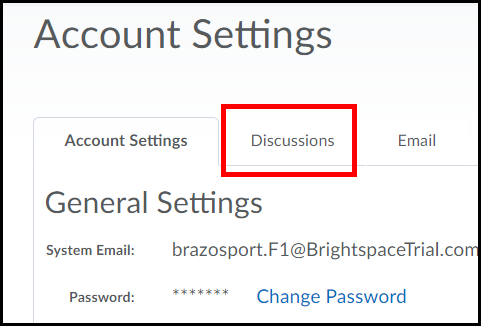 Account Settings
Account Settings Discussions Email
General Settings
System Email: brazosport.F1@BrightspaceTrial.com
Password: ******* Change Password